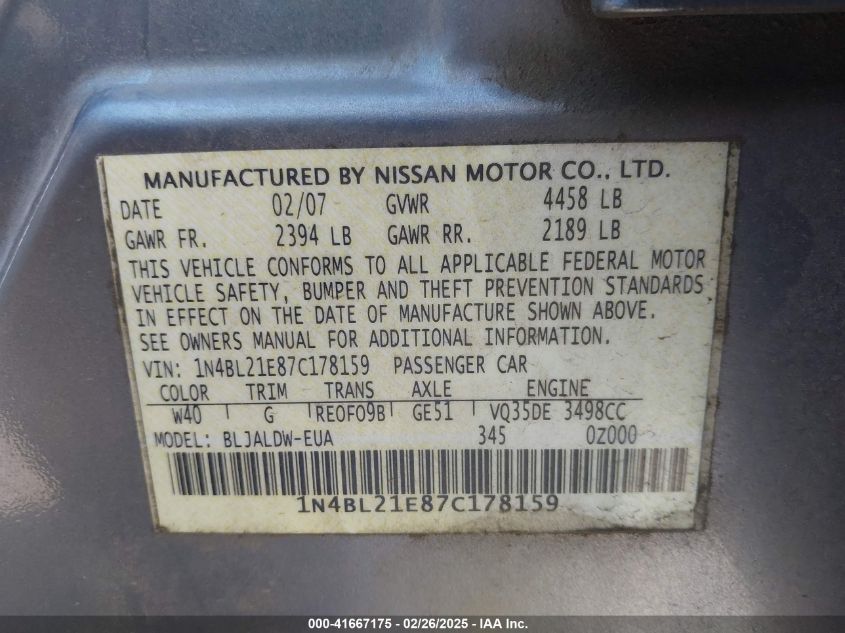 MANUFACTURED BY NISSAN MOTOR CO., LTD.
DATE 02/07 GVWR 4458 LB
GAWR FR. 2394 LB GAWR RR. 2189 LB
THIS VEHICLE CONFORMS TO ALL APPLICABLE FEDERAL MOTOR
VEHICLE SAFETY, BUMPER AND THEFT PREVENTION STANDARDS
IN EFFECT ON THE DATE OF MANUFACTURE SHOWN ABOVE.
SEE OWNERS MANUAL FOR ADDITIONAL INFORMATION.
VIN: 1N4BL21E87C178159 PASSENGER CAR
COLOR TRIM TRANS AXLE ENGINE
W40 G REOFO9B GE51 VQ35DE 3498CC
MODEL: BLJALDW-EUA 345 0Z000
1N4BL21E87C178159
000-41667175 - 02/26/2025 - IAA Inc.